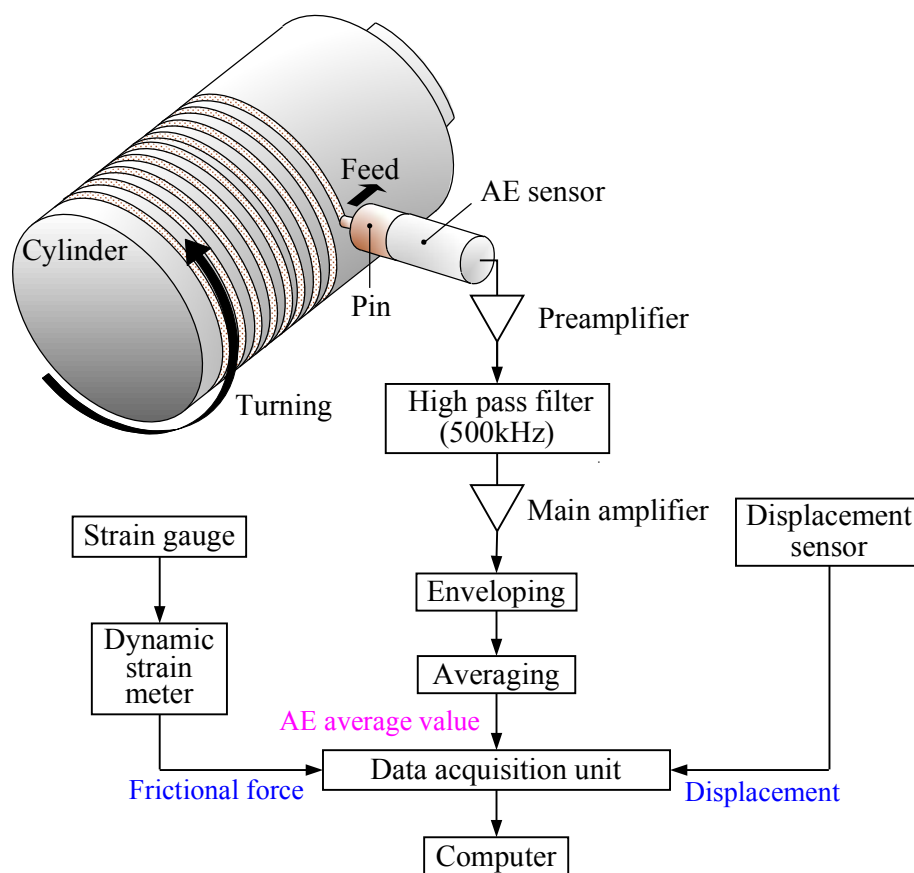 Feed
AE sensor
Cylinder
Pin
Preamplifier
Turning
High pass filter
(500kHz)
Main amplifier
Strain gauge
Displacement
sensor
Enveloping
Dynamic
strain
meter
Averaging
AE average value
Data acquisition unit
Frictional force
Displacement
Computer